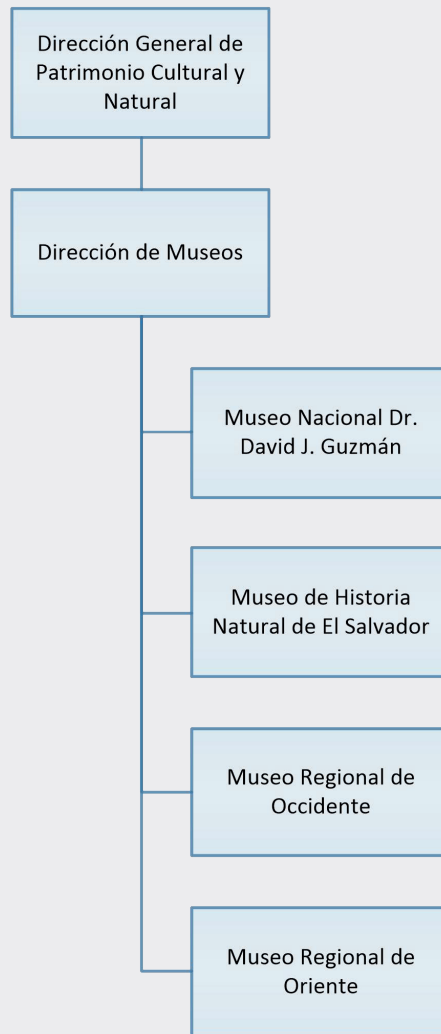 Dirección General de
Patrimonio Cultural y
Natural
Dirección de Museos
Museo Nacional Dr.
David J. Guzmán
Museo de Historia
Natural de El Salvador
Museo Regional de
Occidente
Museo Regional de
Oriente